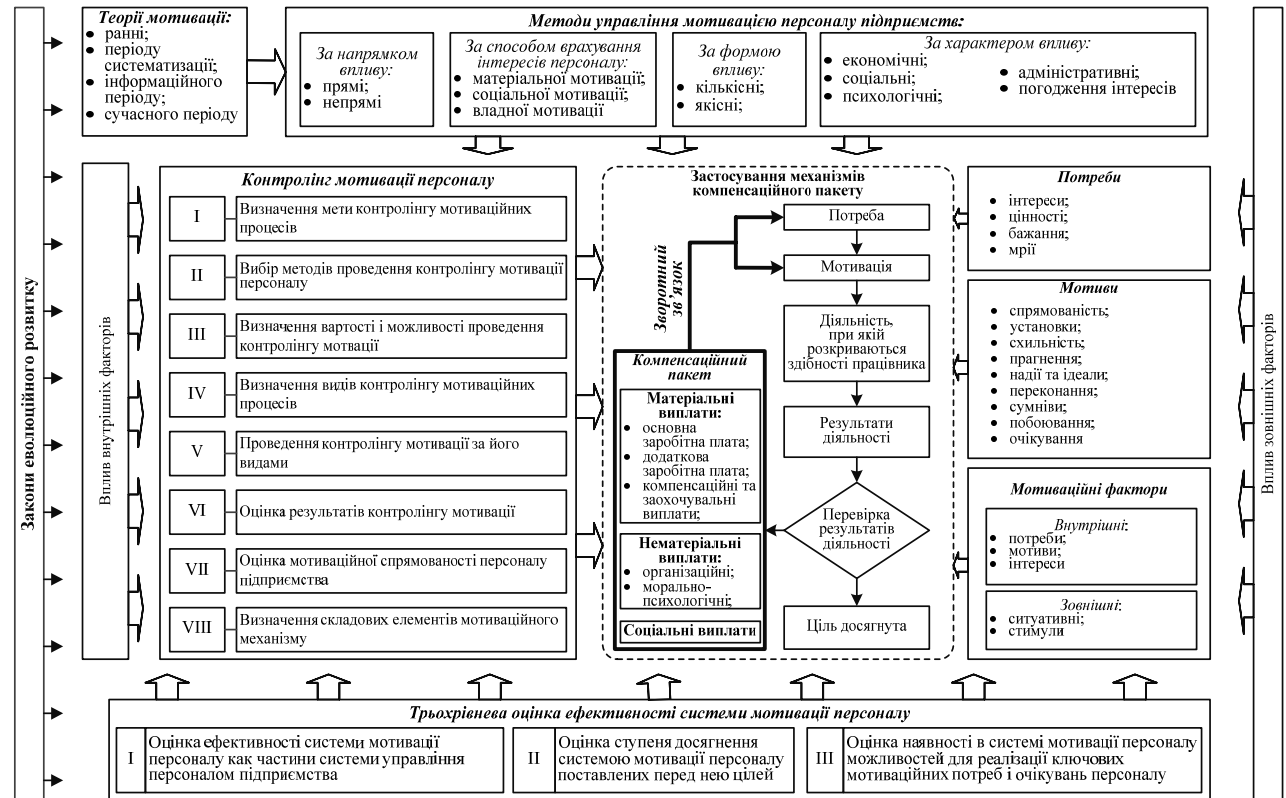 Закони еволюційного розвитку
Теорії мотивації:
• ранні;
• періоду
систематизації;
• інформаційного
періоду;
• сучасного періоду
Методи управління мотивацією персоналу підприємств:
За напрямком
впливу:
• прямі;
• непрямі
За способом врахування
інтересів персоналу:
• матеріальної мотивації;
• соціальної мотивації;
• владної мотивації
За формою
впливу:
• кількісні;
• якісні;
За характером впливу:
• економічні;
• соціальні;
• психологічні;
• адміністративні;
• погодження інтересів
Вплив внутрішніх факторів
Контролінг мотивації персоналу
I
Визначення мети контролінгу мотиваційних
процесів
II
Вибір методів проведення контролінгу мотивації
персоналу
III
Визначення вартості і можливості проведення
контролінгу мотвації
IV
Визначення видів контролінгу мотиваційних
процесів
V
Проведення контролінгу мотивації за його
видами
VI
Оцінка результатів контролінгу мотивації
VII
Оцінка мотиваційної спрямованості персоналу
підприємства
VIII
Визначення складових елементів мотиваційного
механізму
Застосування механізмів
компенсаційного пакету
Зворотний
зв’язок
Потреба
Мотивація
Діяльність,
при якій
розкриваються
здібності працівника
Результати
діяльності
Перевірка
результатів
діяльності
Ціль досягнута
Компенсаційний
пакет
Матеріальні
виплати:
• основна
заробітна плата;
• додаткова
заробітна плата;
• компенсаційні та
заохочувальні
виплати;
Нематеріальні
виплати:
• організаційні;
• морально-
психологічні;
Соціальні виплати
Потреби
• інтереси;
• цінності;
• бажання;
• мрії
Мотиви
• спрямованість;
• установки;
• схильність;
• прагнення;
• надії та ідеали;
• переконання;
• сумніви;
• побоювання;
• очікування
Мотиваційні фактори
Внутрішні:
• потреби;
• мотиви;
• інтереси
Зовнішні:
• ситуативні;
• стимули
Вплив зовнішніх факторів
Трьохрівнева оцінка ефективності системи мотивації персоналу
I
Оцінка ефективності системи мотивації
персоналу як частини системи управління
персоналом підприємства
II
Оцінка ступеня досягнення
системою мотивації персоналу
поставлених перед нею цілей
III
Оцінка наявності в системі мотивації персоналу
можливостей для реалізації ключових
мотиваційних потреб і очікувань персоналу